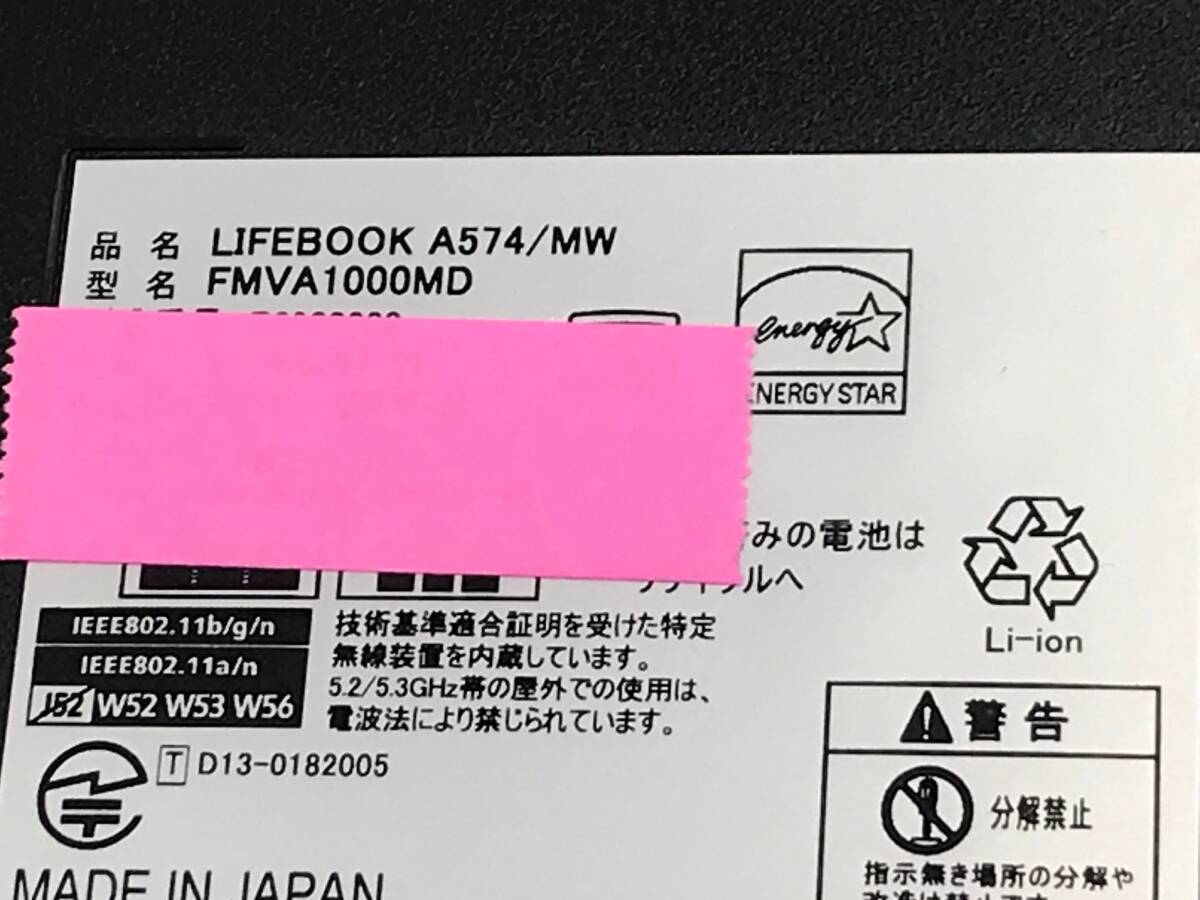 品 名 LIFEBOOK A574/MW
型 名 FMVA1000MD
energy
ENERGY STAR
みの電池は
ルへ
Li-ion
IEEE802.11b/g/n
IEEE802.11a/n
J52 W52 W53 W56
技術基準適合証明を受けた特定
無線装置を内蔵しています。
5.2/5.3GHz帯の屋外での使用は、
電波法により禁じられています。
T D13-0182005
MADE IN JAPAN
警告
分解禁止
指示無き場所の分解や